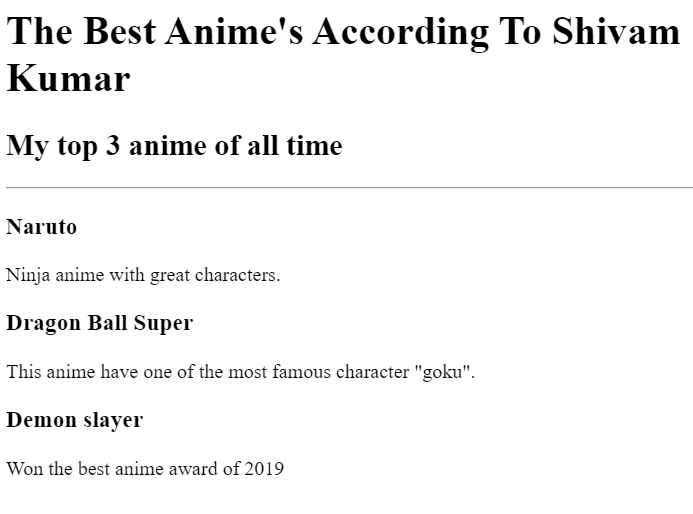 The Best Anime's According To Shivam
Kumar
My top 3 anime of all time
Naruto
Ninja anime with great characters.
Dragon Ball Super
This anime have one of the most famous character "goku".
Demon slayer
Won the best anime award of 2019